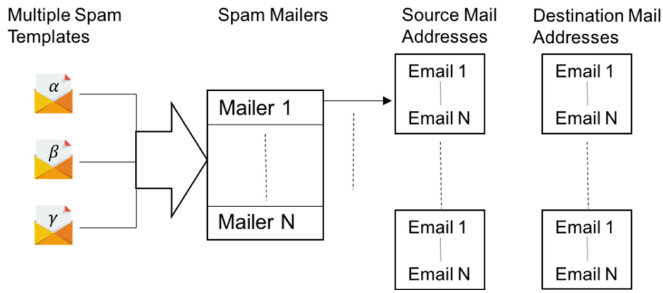 Multiple Spam
Templates
Spam Mailers
Source Mail
Addresses
Destination Mail
Addresses
α
β
γ
Mailer 1
Mailer N
Email 1
Email N
Email 1
Email N
Email 1
Email N
Email 1
Email N